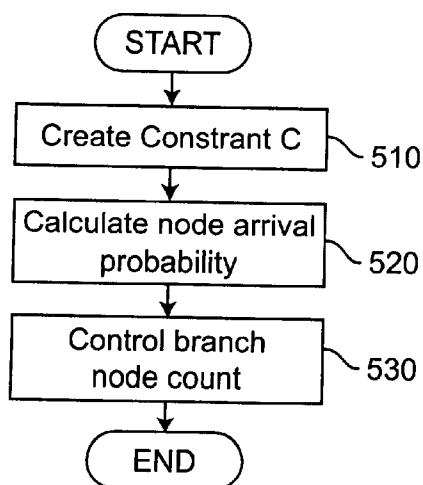 START
Create Constrant C
510
Calculate node arrival
probability
520
Control branch
node count
530
END